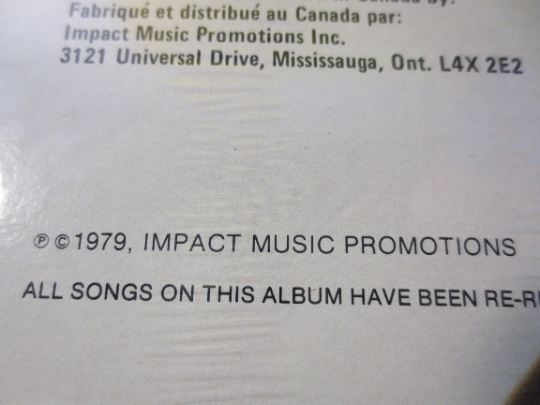 Fabriqué et distribué au Canada par:
Impact Music Promotions Inc.
3121 Universal Drive, Mississauga, Ont. L4X 2E2
℗©1979, IMPACT MUSIC PROMOTIONS
ALL SONGS ON THIS ALBUM HAVE BEEN